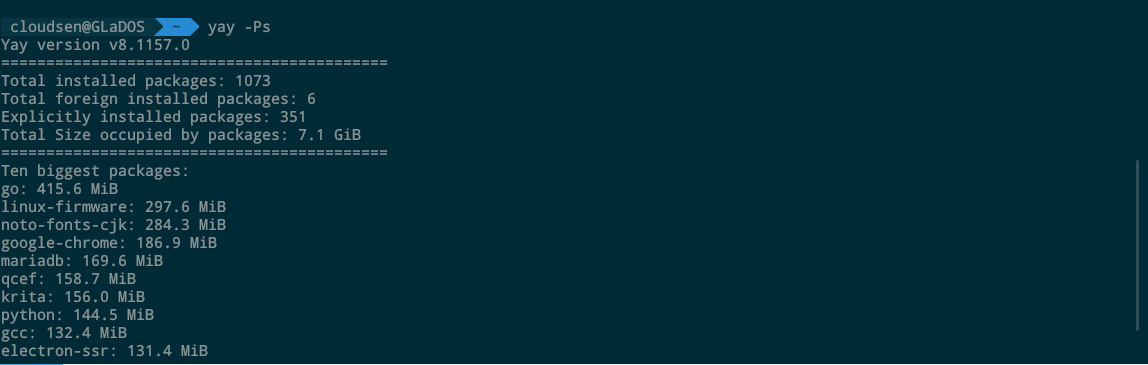 cloudsen@GLaDOS ~ yay -Ps
Yay version v8.1157.0
===========================================
Total installed packages: 1073
Total foreign installed packages: 6
Explicitly installed packages: 351
Total Size occupied by packages: 7.1 GiB
===========================================
Ten biggest packages:
go: 415.6 MiB
linux-firmware: 297.6 MiB
noto-fonts-cjk: 284.3 MiB
google-chrome: 186.9 MiB
mariadb: 169.6 MiB
qcef: 158.7 MiB
krita: 156.0 MiB
python: 144.5 MiB
gcc: 132.4 MiB
electron-ssr: 131.4 MiB